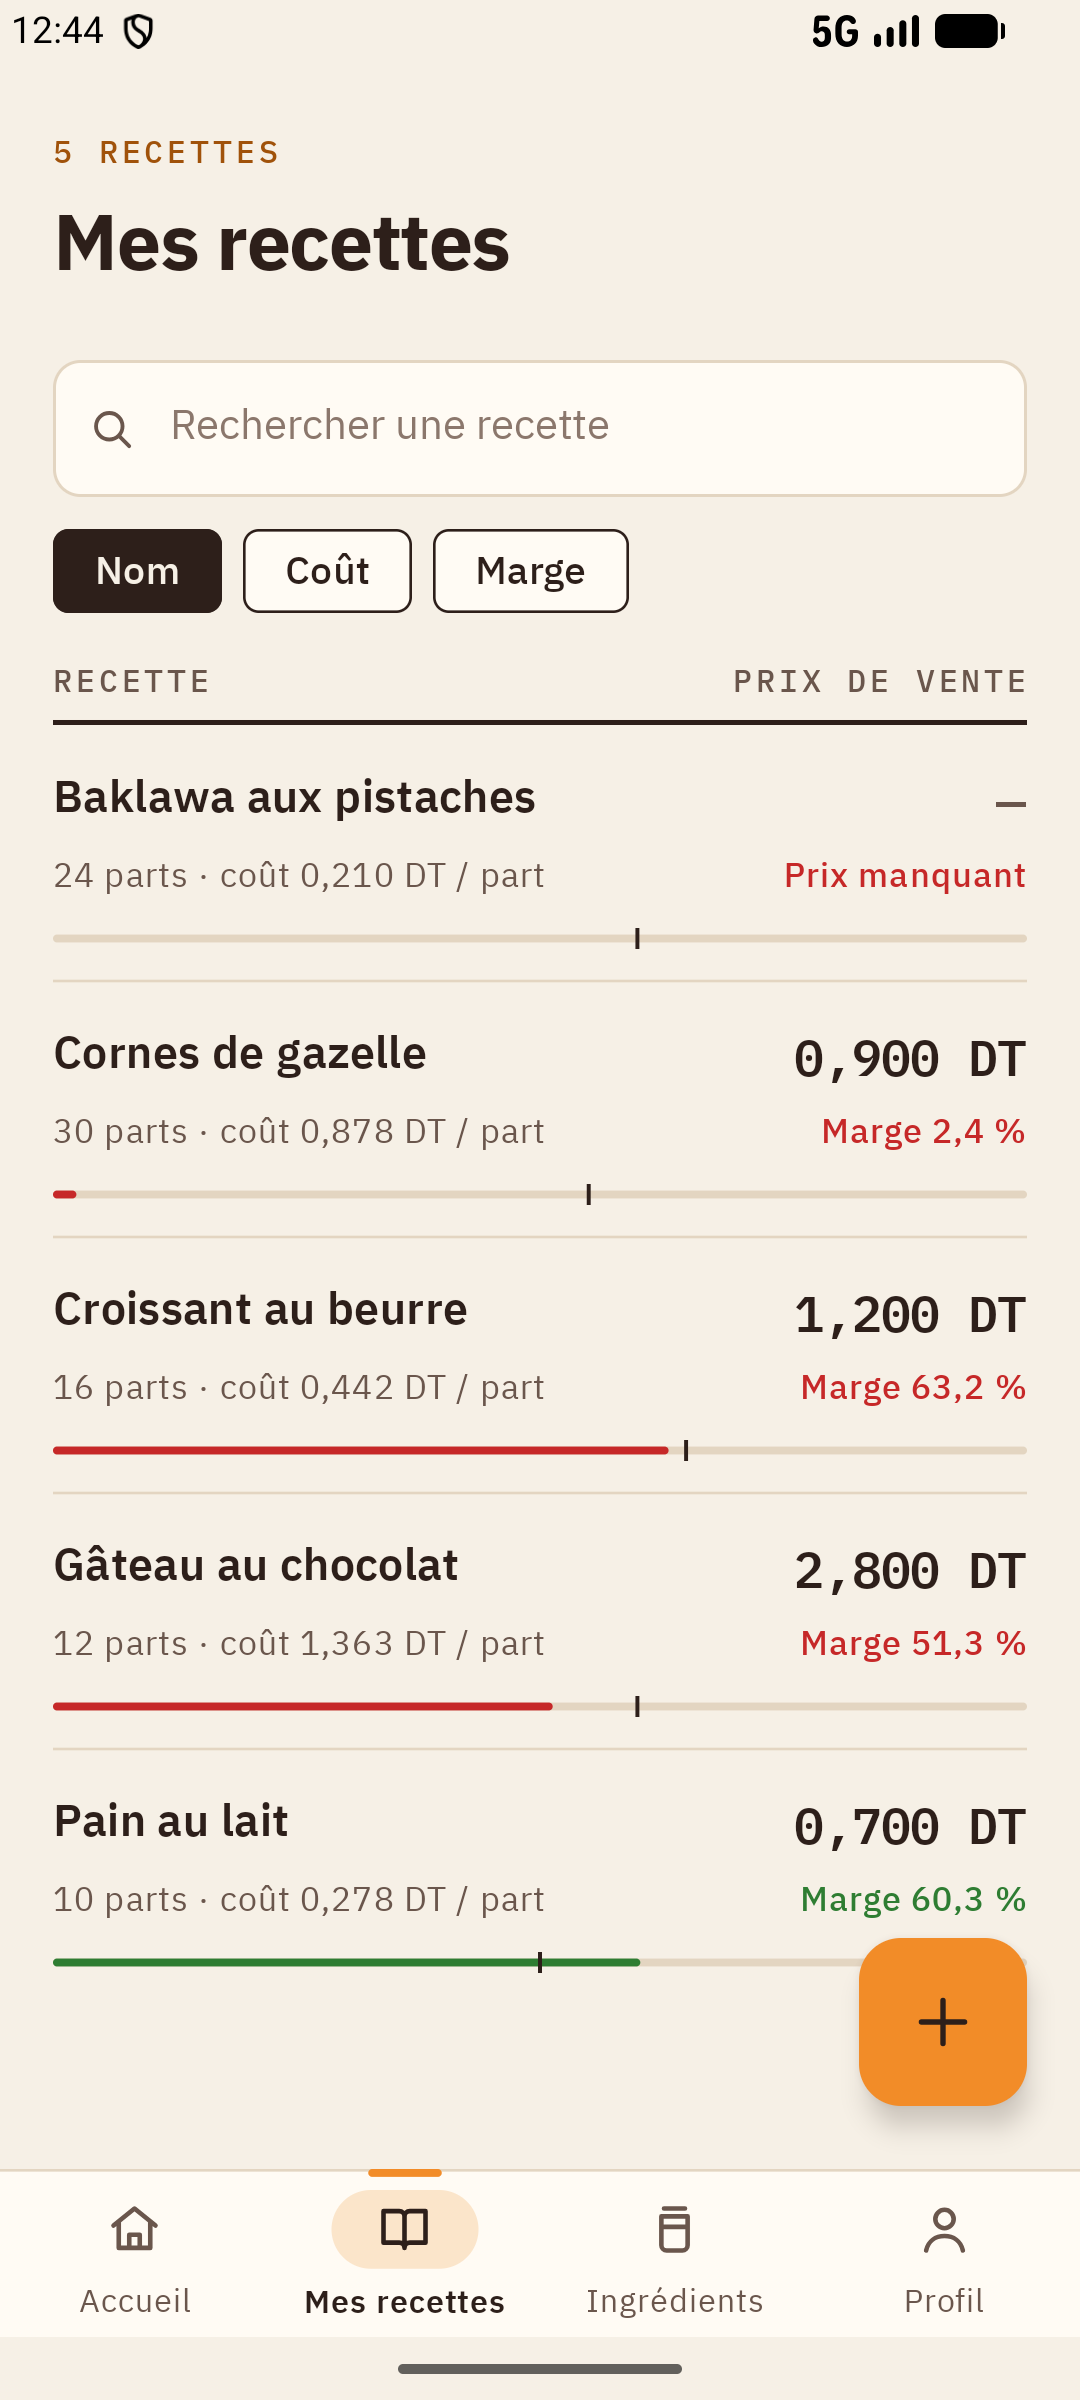 12:44
5G
5 RECETTES
Mes recettes
Rechercher une recette
Nom
Coût
Marge
RECETTE
PRIX DE VENTE
Baklawa aux pistaches
—
24 parts · coût 0,210 DT / part
Prix manquant
Cornes de gazelle
0,900 DT
30 parts · coût 0,878 DT / part
Marge 2,4 %
Croissant au beurre
1,200 DT
16 parts · coût 0,442 DT / part
Marge 63,2 %
Gâteau au chocolat
2,800 DT
12 parts · coût 1,363 DT / part
Marge 51,3 %
Pain au lait
0,700 DT
10 parts · coût 0,278 DT / part
Marge 60,3 %
Accueil
Mes recettes
Ingrédients
Profil